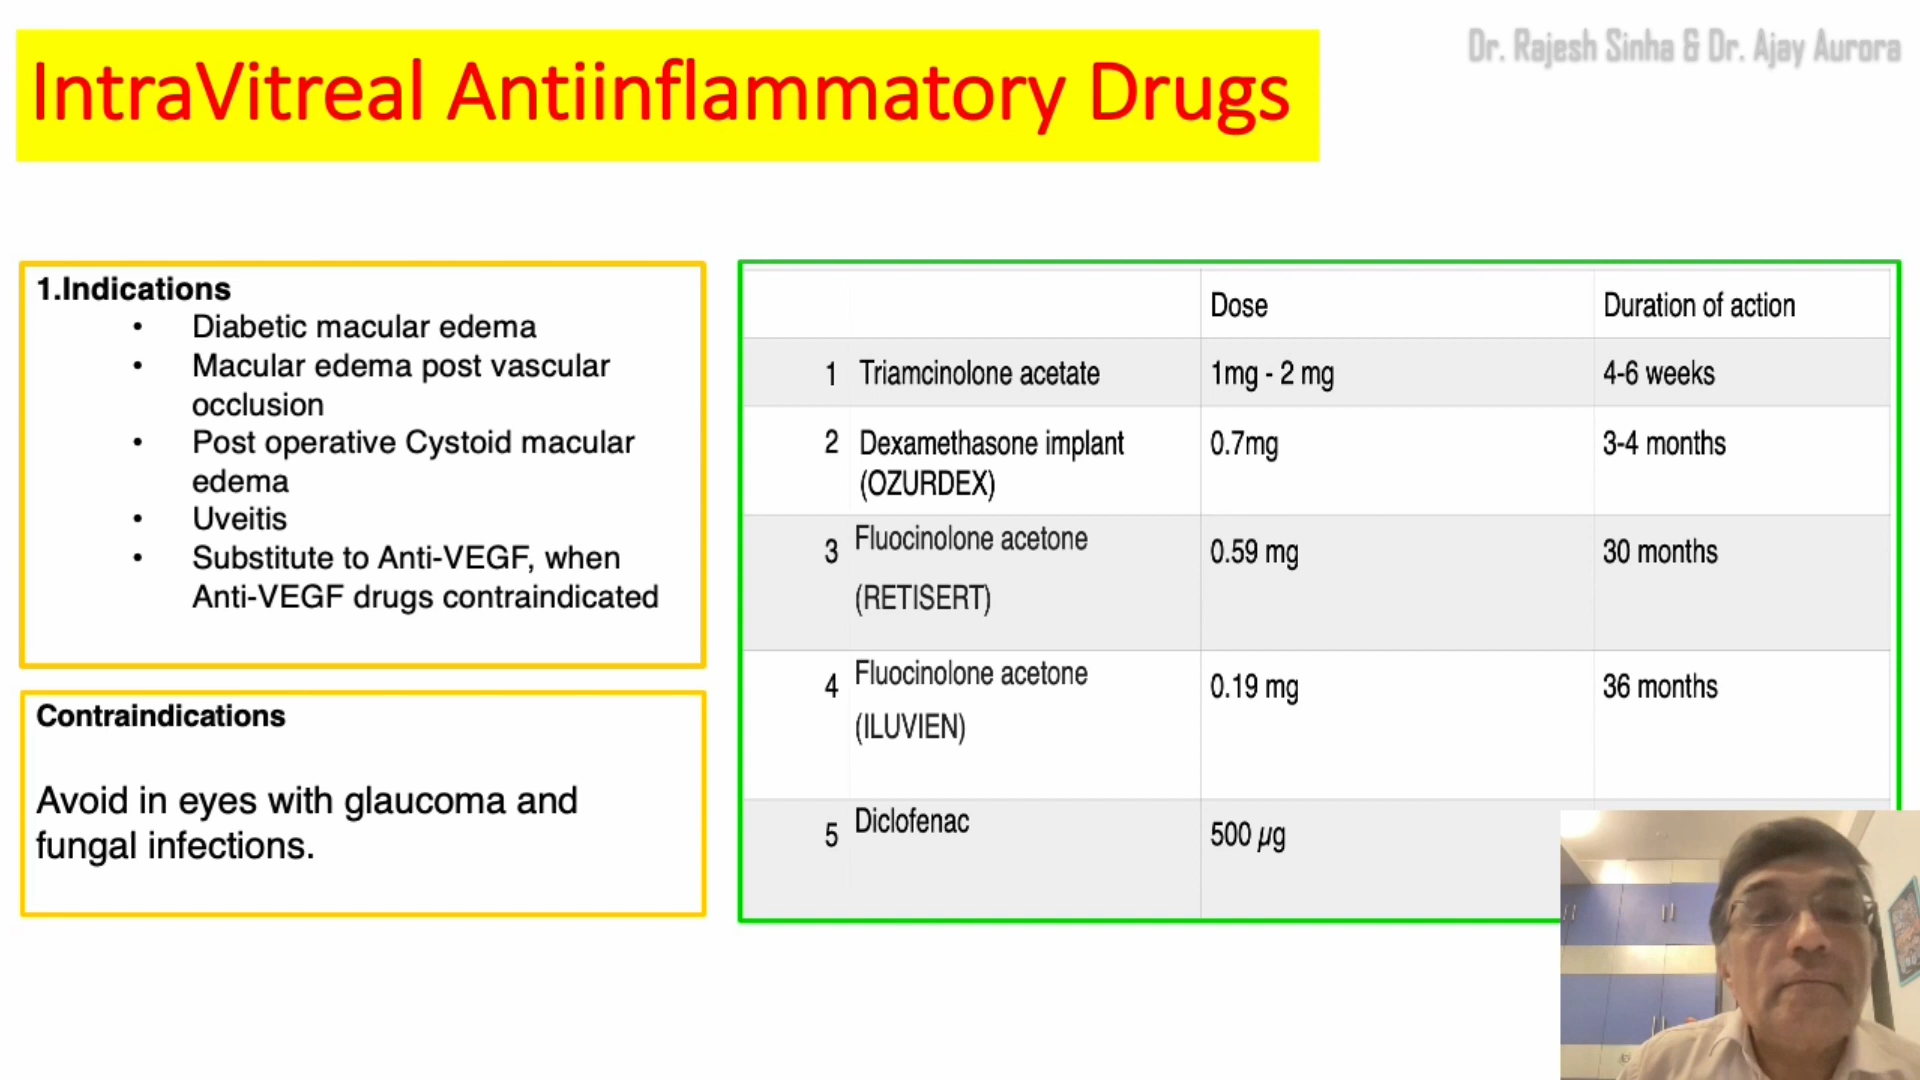 IntraVitreal Antiinflammatory Drugs
Dr. Rajesh Sinha & Dr. Ajay Aurora
1.Indications
• Diabetic macular edema
• Macular edema post vascular
occlusion
• Post operative Cystoid macular
edema
• Uveitis
• Substitute to Anti-VEGF, when
Anti-VEGF drugs contraindicated
Contraindications
Avoid in eyes with glaucoma and
fungal infections.
Dose Duration of action
1 Triamcinolone acetate 1mg - 2 mg 4-6 weeks
2 Dexamethasone implant 0.7mg 3-4 months
(OZURDEX)
3 Fluocinolone acetone 0.59 mg 30 months
(RETISERT)
4 Fluocinolone acetone 0.19 mg 36 months
(ILUVIEN)
5 Diclofenac 500 µg